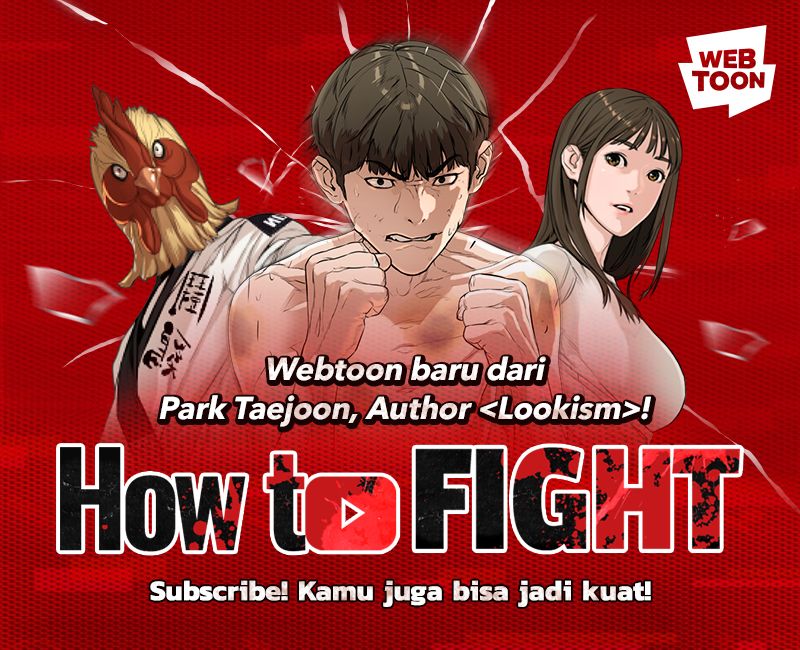 WEB
TOON
Webtoon baru dari
Park Taejoon, Author <Lookism>!
How to FIGHT
Subscribe! Kamu juga bisa jadi kuat!